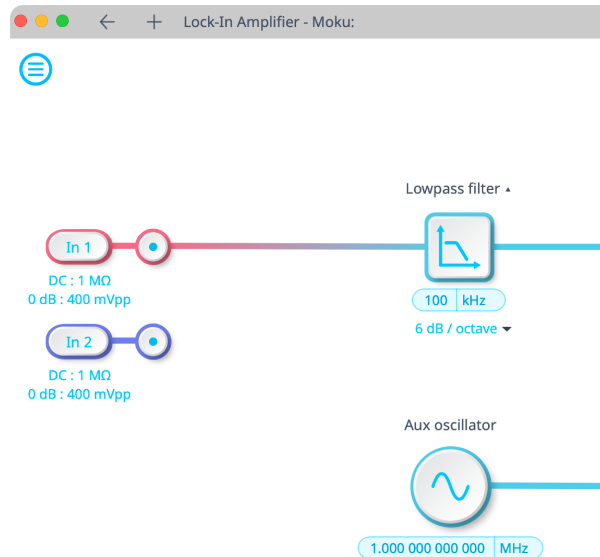 Lock-In Amplifier - Moku:
Lowpass filter
In 1
DC : 1 MΩ
0 dB : 400 mVpp
100 kHz
6 dB / octave
In 2
DC : 1 MΩ
0 dB : 400 mVpp
Aux oscillator
1.000 000 000 000 MHz